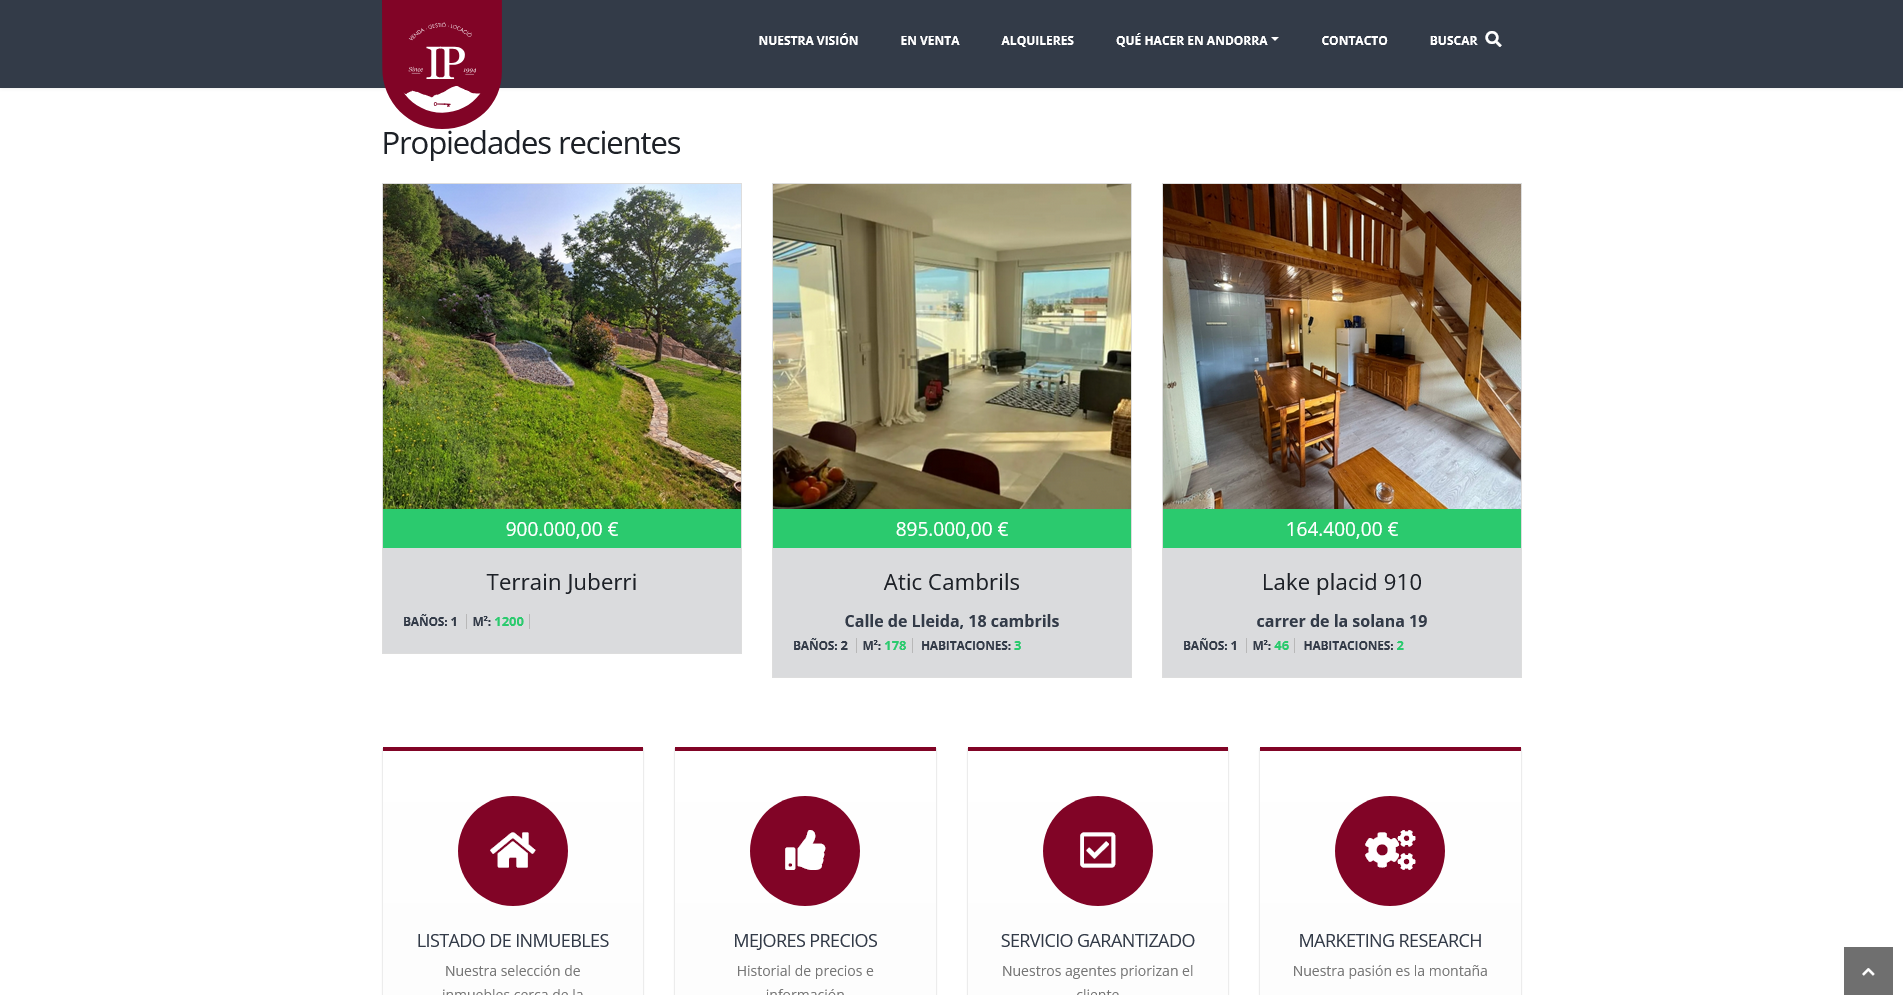 VENDA · GESTIÓ · LOCACIÓ
IP
Since 1994
NUESTRA VISIÓN
EN VENTA
ALQUILERES
QUÉ HACER EN ANDORRA
CONTACTO
BUSCAR
Propiedades recientes
900.000,00 €
Terrain Juberri
BAÑOS: 1 M²: 1200
895.000,00 €
Atic Cambrils
Calle de Lleida, 18 cambrils
BAÑOS: 2 M²: 178 HABITACIONES: 3
164.400,00 €
Lake placid 910
carrer de la solana 19
BAÑOS: 1 M²: 46 HABITACIONES: 2
LISTADO DE INMUEBLES
Nuestra selección de
inmuebles cerca de la
MEJORES PRECIOS
Historial de precios e
información
SERVICIO GARANTIZADO
Nuestros agentes priorizan el
cliente
MARKETING RESEARCH
Nuestra pasión es la montaña